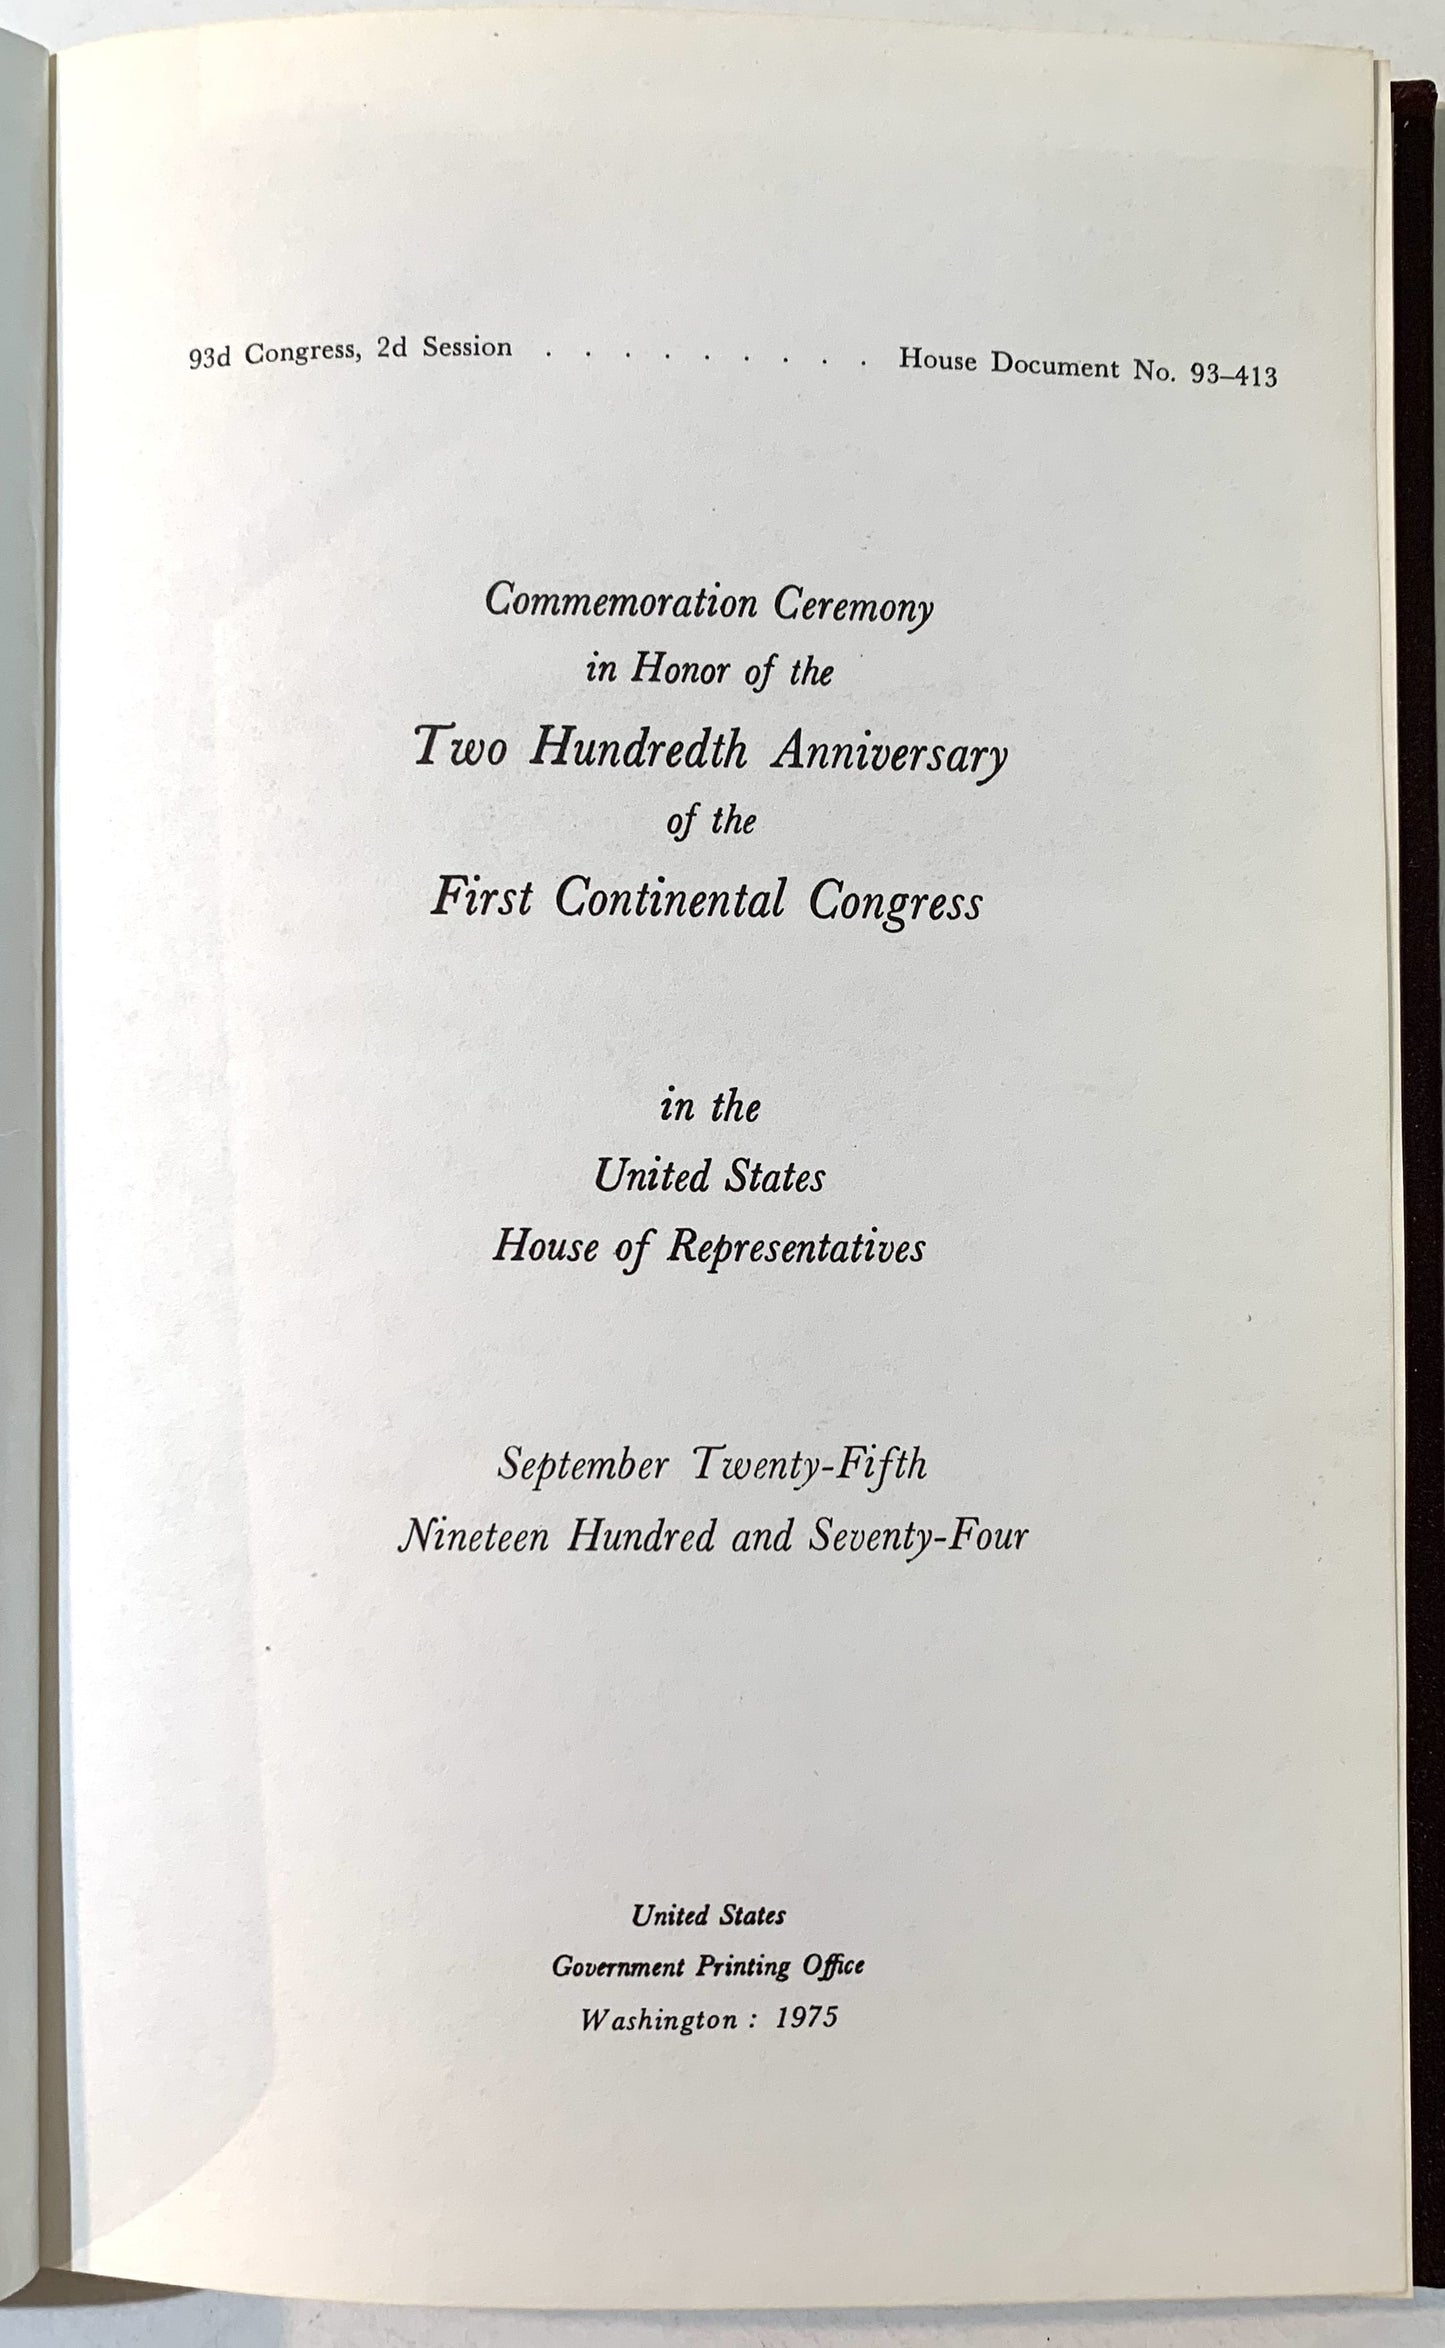 93d Congress, 2d Session . . . . . . . . . House Document No. 93–413
Commemoration Ceremony
in Honor of the
Two Hundredth Anniversary
of the
First Continental Congress
in the
United States
House of Representatives
September Twenty-Fifth
Nineteen Hundred and Seventy-Four
United States
Government Printing Office
Washington : 1975